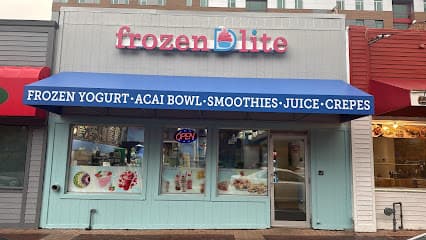 frozen Dlite
FROZEN YOGURT · ACAI BOWL · SMOOTHIES · JUICE · CREPES
OPEN